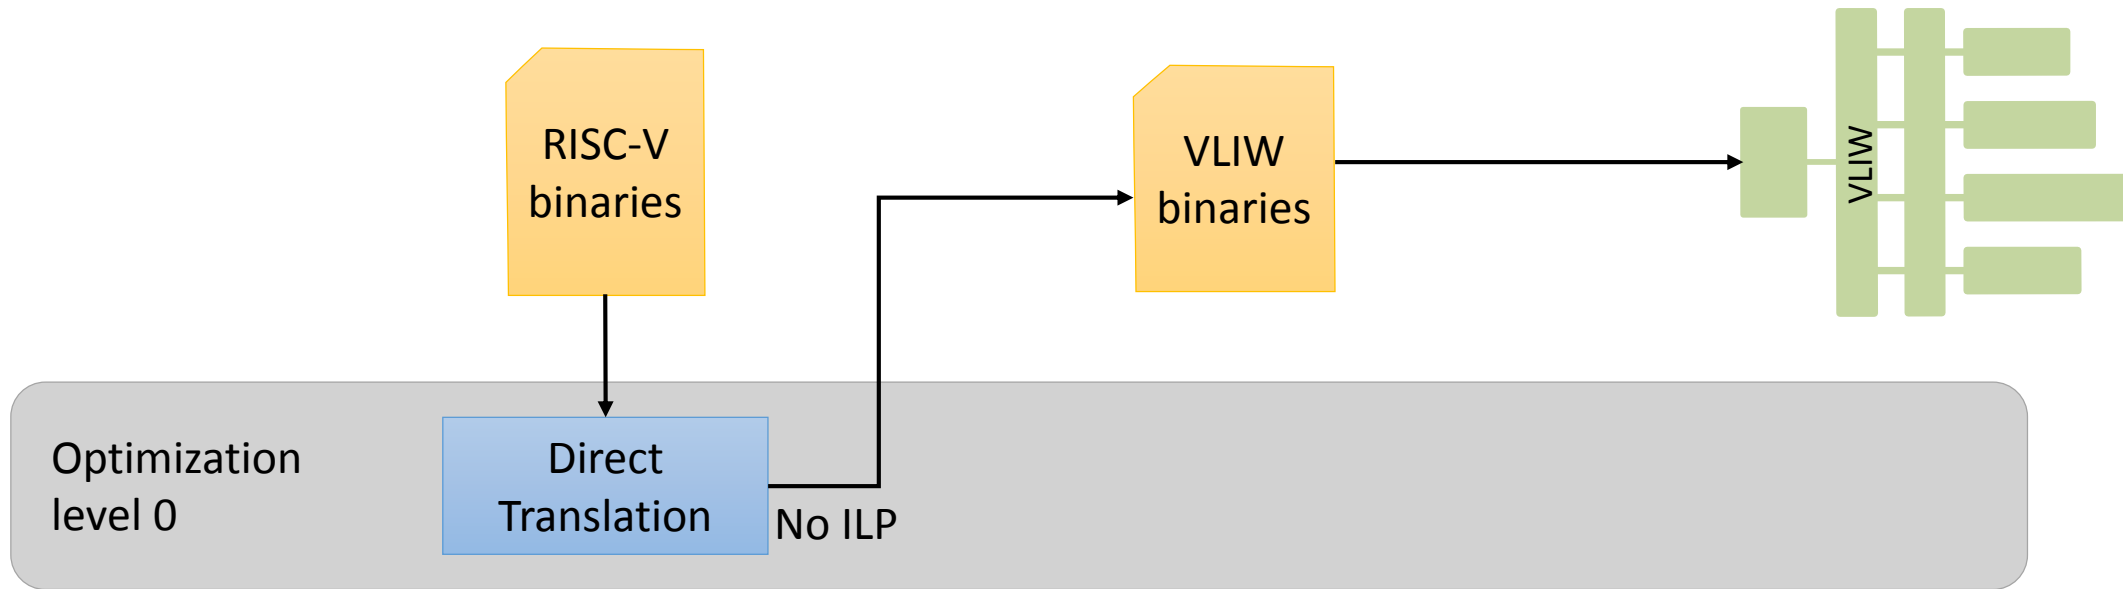 RISC-V
binaries
VLIW
binaries
VLIW
Optimization
level 0
Direct
Translation
No ILP